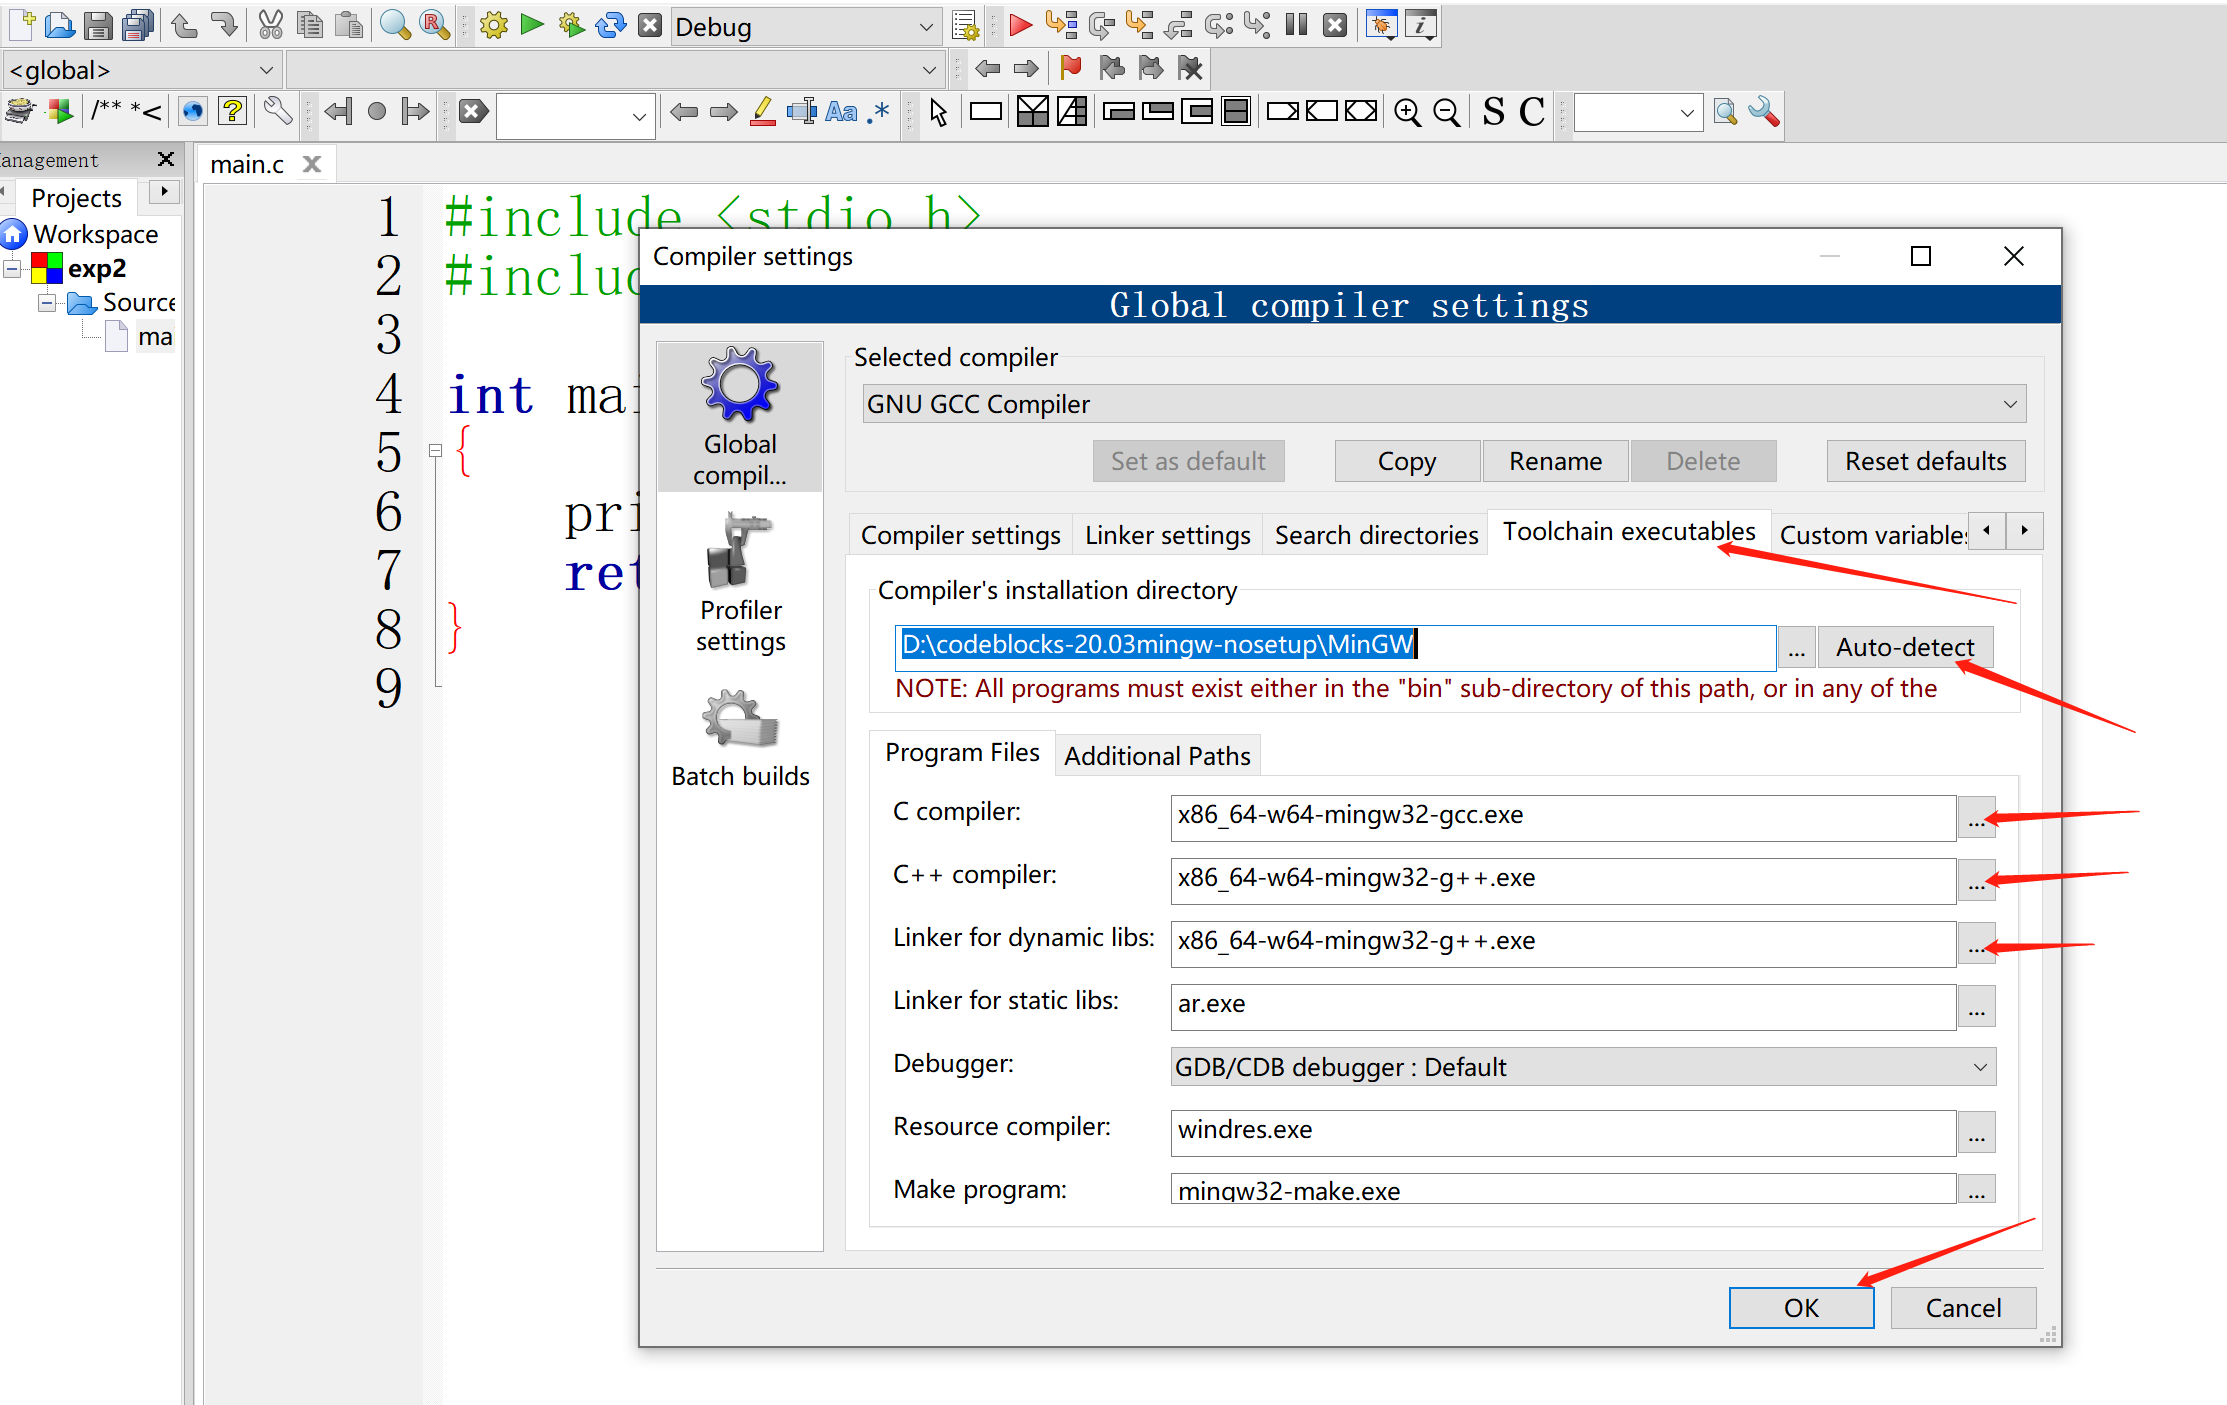 Debug
<global>
/** *<
Aa .*
S C
anagement
main.c
Projects
Workspace
exp2
Source
ma
1 #include <stdio.h>
2 #includ
3
4 int mai
5 {
6 pri
7 ret
8 }
9
Compiler settings
Global compiler settings
Global
compil...
Profiler
settings
Batch builds
Selected compiler
GNU GCC Compiler
Set as default Copy Rename Delete Reset defaults
Compiler settings Linker settings Search directories Toolchain executables Custom variables
Compiler's installation directory
D:\codeblocks-20.03mingw-nosetup\MinGW ... Auto-detect
NOTE: All programs must exist either in the "bin" sub-directory of this path, or in any of the
Program Files Additional Paths
C compiler: x86_64-w64-mingw32-gcc.exe ...
C++ compiler: x86_64-w64-mingw32-g++.exe ...
Linker for dynamic libs: x86_64-w64-mingw32-g++.exe ...
Linker for static libs: ar.exe ...
Debugger: GDB/CDB debugger : Default
Resource compiler: windres.exe ...
Make program: mingw32-make.exe ...
OK Cancel